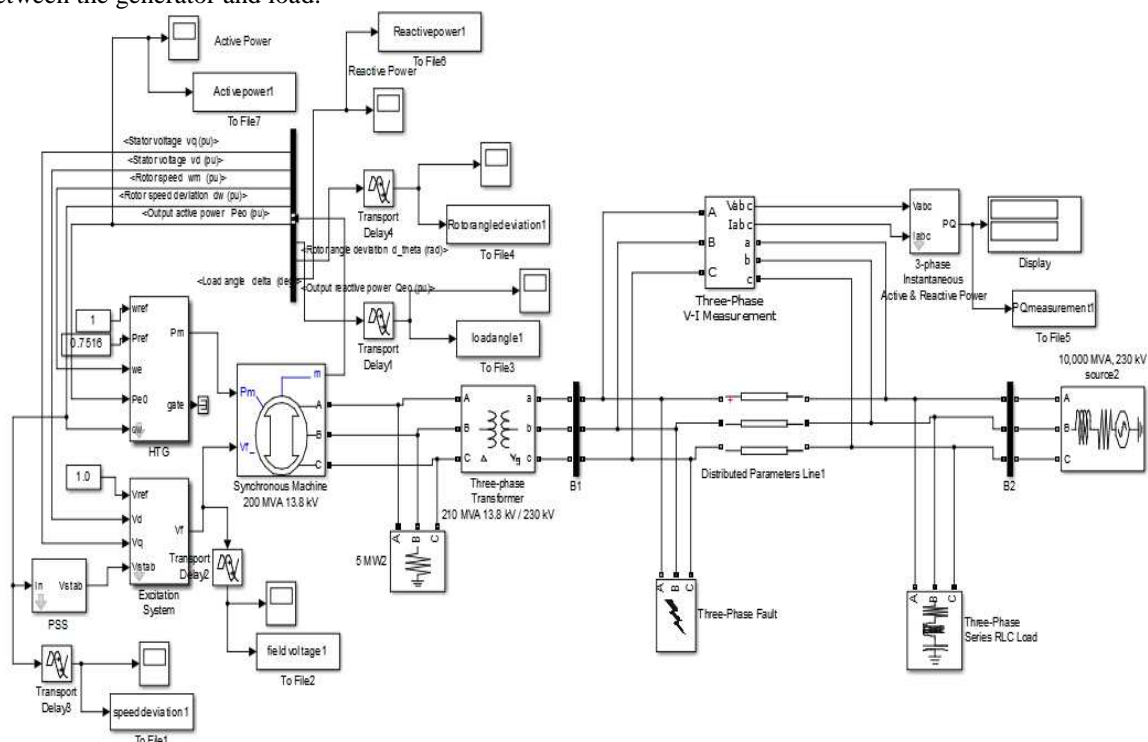 etween the generator and load.
Active Power
Activepower1
To File7
Reactivepower1
To File6
Reactive Power
<Stator voltage vq (pu)>
<Stator voltage vd (pu)>
<Rotor speed wm (pu)>
<Rotor speed deviation dw (pu)>
<Output active power Peo (pu)>
<Rotor angle deviation d_theta (rad)>
<Load angle delta (deg)>
<Output reactive power Qeo (pu)>
Transport
Delay4
Rotorangledeviation1
To File4
Transport
Delay1
loadangle1
To File3
1
0.7516
wref
Pref
we
Pe0
dw
Pm
gate
HTG
1.0
Vref
Vd
Vq
Vstab
Vf
Excitation
System
In
Vstab
PSS
Transport
Delay2
fieldvoltage1
To File2
Transport
Delay8
speeddeviation1
To File1
Pm
Vf_
m
A
B
C
Synchronous Machine
200 MVA 13.8 kV
A
B
C
5 MW2
A
B
C
a
b
c
Δ
Yg
Three-phase
Transformer
210 MVA 13.8 kV / 230 kV
B1
A
B
C
Vabc
Iabc
a
b
c
Three-Phase
V-I Measurement
Vabc
Iabc
PQ
3-phase
Instantaneous
Active & Reactive Power
Display
PQmeasurement1
To File5
Distributed Parameters Line1
A
B
C
Three-Phase Fault
A
B
C
Three-Phase
Series RLC Load
B2
10,000 MVA, 230 kV
source2
A
B
C